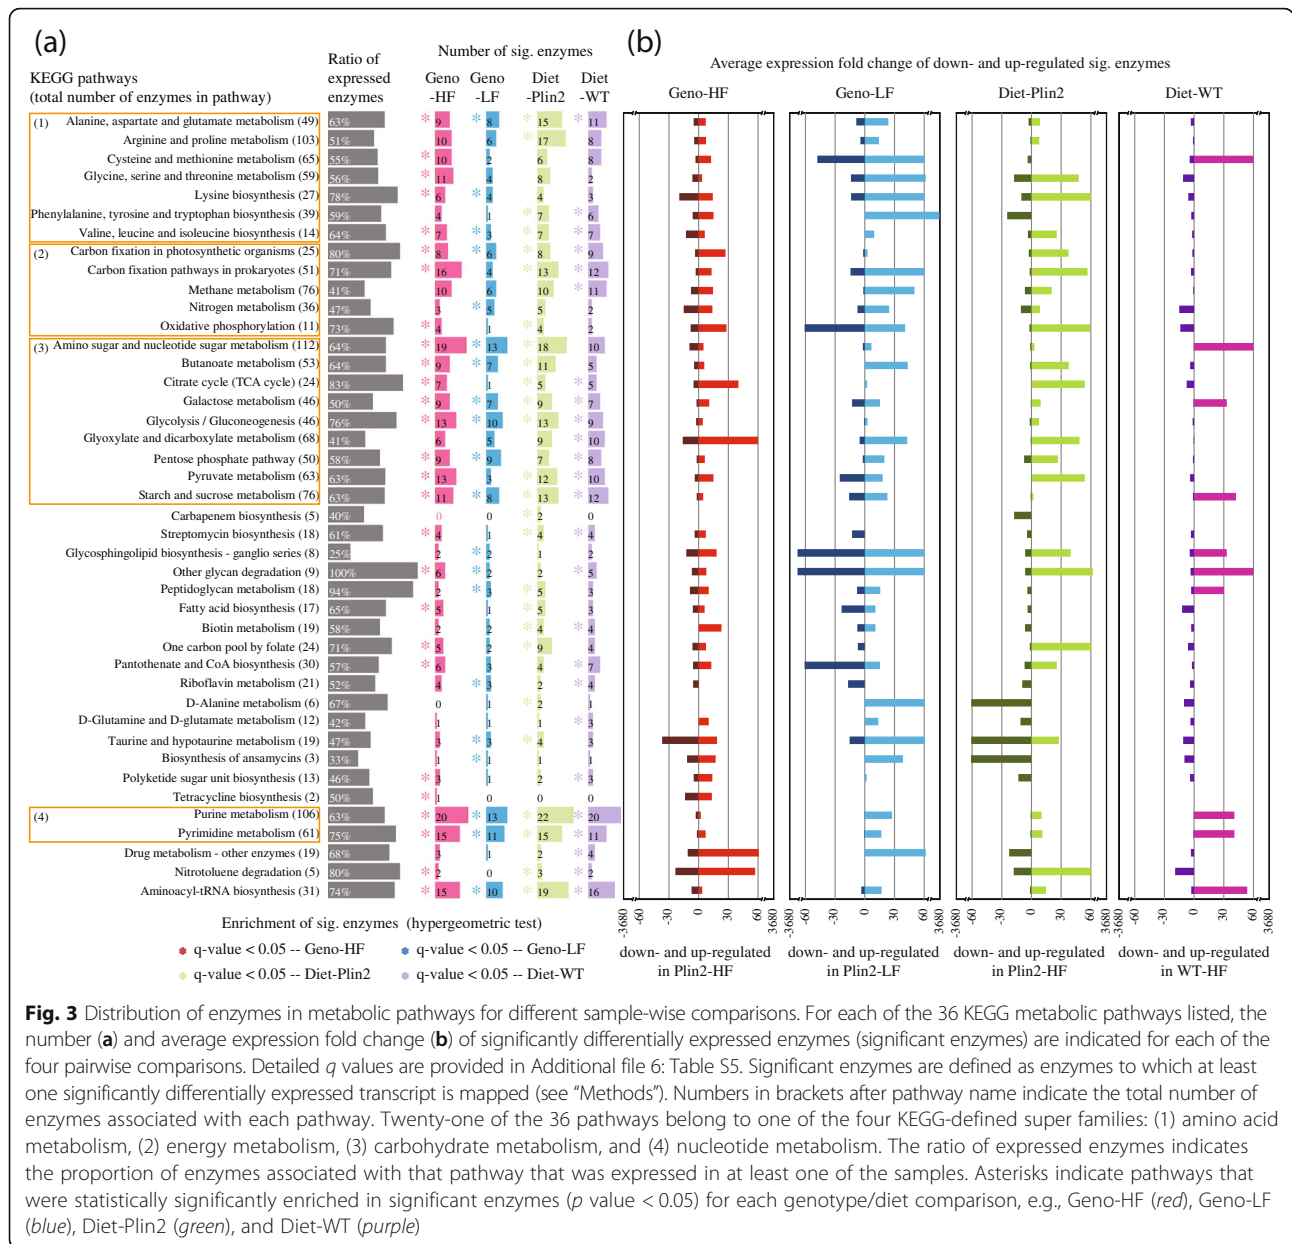 (a)
(b)
Ratio of expressed enzymes
Number of sig. enzymes
KEGG pathways
(total number of enzymes in pathway)
Geno -HF
Geno -LF
Diet -Plin2
Diet -WT
Average expression fold change of down- and up-regulated sig. enzymes
Geno-HF
Geno-LF
Diet-Plin2
Diet-WT
(1) Alanine, aspartate and glutamate metabolism (49) 63% * 9 * 8 * 15 * 11
Arginine and proline metabolism (103) 51% 10 6 * 17 8
Cysteine and methionine metabolism (65) 55% * 10 2 6 8
Glycine, serine and threonine metabolism (59) 56% * 11 4 8 2
Lysine biosynthesis (27) 78% * 6 * 4 4 3
Phenylalanine, tyrosine and tryptophan biosynthesis (39) 59% 4 1 * 7 * 6
Valine, leucine and isoleucine biosynthesis (14) 64% * 7 * 3 * 7 * 7
(2) Carbon fixation in photosynthetic organisms (25) 80% * 8 * 6 * 8 * 9
Carbon fixation pathways in prokaryotes (51) 71% * 16 4 * 13 * 12
Methane metabolism (76) 41% 10 6 10 * 11
Nitrogen metabolism (36) 47% 3 * 5 5 2
Oxidative phosphorylation (11) 73% * 4 1 * 4 2
(3) Amino sugar and nucleotide sugar metabolism (112) 64% * 19 * 13 * 18 10
Butanoate metabolism (53) 64% * 9 * 7 * 11 5
Citrate cycle (TCA cycle) (24) 83% * 7 1 * 5 * 5
Galactose metabolism (46) 50% * 9 * 7 * 9 * 7
Glycolysis / Gluconeogenesis (46) 76% * 13 * 10 * 13 * 9
Glyoxylate and dicarboxylate metabolism (68) 41% 6 5 9 * 10
Pentose phosphate pathway (50) 58% * 9 * 9 7 * 8
Pyruvate metabolism (63) 63% * 13 3 * 12 * 10
Starch and sucrose metabolism (76) 63% * 11 * 8 * 13 * 12
Carbapenem biosynthesis (5) 40% 0 0 * 2 0
Streptomycin biosynthesis (18) 61% * 4 1 * 4 * 4
Glycosphingolipid biosynthesis - ganglio series (8) 25% 2 * 2 1 2
Other glycan degradation (9) 100% * 6 * 2 2 * 5
Peptidoglycan metabolism (18) 94% 2 * 3 * 5 3
Fatty acid biosynthesis (17) 65% * 5 1 * 5 3
Biotin metabolism (19) 58% 2 2 * 4 * 4
One carbon pool by folate (24) 71% * 5 2 * 9 4
Pantothenate and CoA biosynthesis (30) 57% * 6 3 4 * 7
Riboflavin metabolism (21) 52% 4 * 3 2 * 4
D-Alanine metabolism (6) 67% 0 1 * 2 1
D-Glutamine and D-glutamate metabolism (12) 42% 1 1 1 * 3
Taurine and hypotaurine metabolism (19) 47% 3 * 3 * 4 3
Biosynthesis of ansamycins (3) 33% 1 * 1 1 1
Polyketide sugar unit biosynthesis (13) 46% * 3 1 2 * 3
Tetracycline biosynthesis (2) 50% * 1 0 0 0
(4) Purine metabolism (106) 63% * 20 * 13 * 22 * 20
Pyrimidine metabolism (61) 75% * 15 * 11 * 15 * 11
Drug metabolism - other enzymes (19) 68% 3 1 2 * 4
Nitrotoluene degradation (5) 80% * 2 0 * 3 * 2
Aminoacyl-tRNA biosynthesis (31) 74% * 15 * 10 * 19 * 16
-3680 -30 0 30 60 3680
-3680 -30 0 30 60 3680
-3680 -30 0 30 60 3680
-3680 -30 0 30 60 3680
Enrichment of sig. enzymes (hypergeometric test)
* q-value < 0.05 -- Geno-HF
* q-value < 0.05 -- Geno-LF
* q-value < 0.05 -- Diet-Plin2
* q-value < 0.05 -- Diet-WT
down- and up-regulated in Plin2-HF
down- and up-regulated in Plin2-LF
down- and up-regulated in Plin2-HF
down- and up-regulated in WT-HF
Fig. 3 Distribution of enzymes in metabolic pathways for different sample-wise comparisons. For each of the 36 KEGG metabolic pathways listed, the
number (a) and average expression fold change (b) of significantly differentially expressed enzymes (significant enzymes) are indicated for each of the
four pairwise comparisons. Detailed q values are provided in Additional file 6: Table S5. Significant enzymes are defined as enzymes to which at least
one significantly differentially expressed transcript is mapped (see “Methods”). Numbers in brackets after pathway name indicate the total number of
enzymes associated with each pathway. Twenty-one of the 36 pathways belong to one of the four KEGG-defined super families: (1) amino acid
metabolism, (2) energy metabolism, (3) carbohydrate metabolism, and (4) nucleotide metabolism. The ratio of expressed enzymes indicates
the proportion of enzymes associated with that pathway that was expressed in at least one of the samples. Asterisks indicate pathways that
were statistically significantly enriched in significant enzymes (p value < 0.05) for each genotype/diet comparison, e.g., Geno-HF (red), Geno-LF
(blue), Diet-Plin2 (green), and Diet-WT (purple)